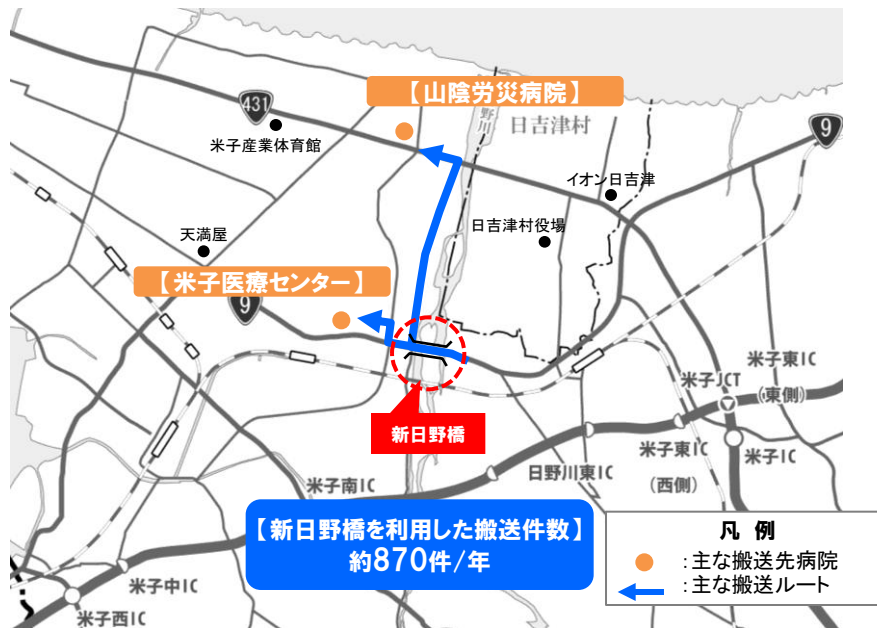 【山陰労災病院】
431
米子産業体育館
野川
日吉津村
9
イオン日吉津
天満屋
日吉津村役場
【米子医療センター】
9
新日野橋
米子東IC
(東側)
米子JCT
米子東IC
(西側)
米子IC
日野川東IC
米子南IC
【新日野橋を利用した搬送件数】
約870件/年
凡 例
:主な搬送先病院
:主な搬送ルート
米子中IC
米子西IC